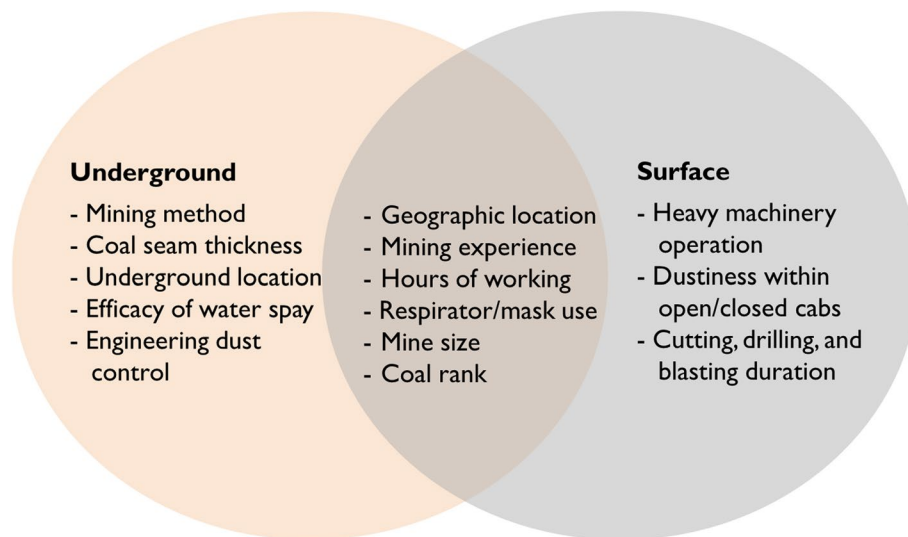 Underground
- Mining method
- Coal seam thickness
- Underground location
- Efficacy of water spay
- Engineering dust
control
- Geographic location
- Mining experience
- Hours of working
- Respirator/mask use
- Mine size
- Coal rank
Surface
- Heavy machinery
operation
- Dustiness within
open/closed cabs
- Cutting, drilling, and
blasting duration